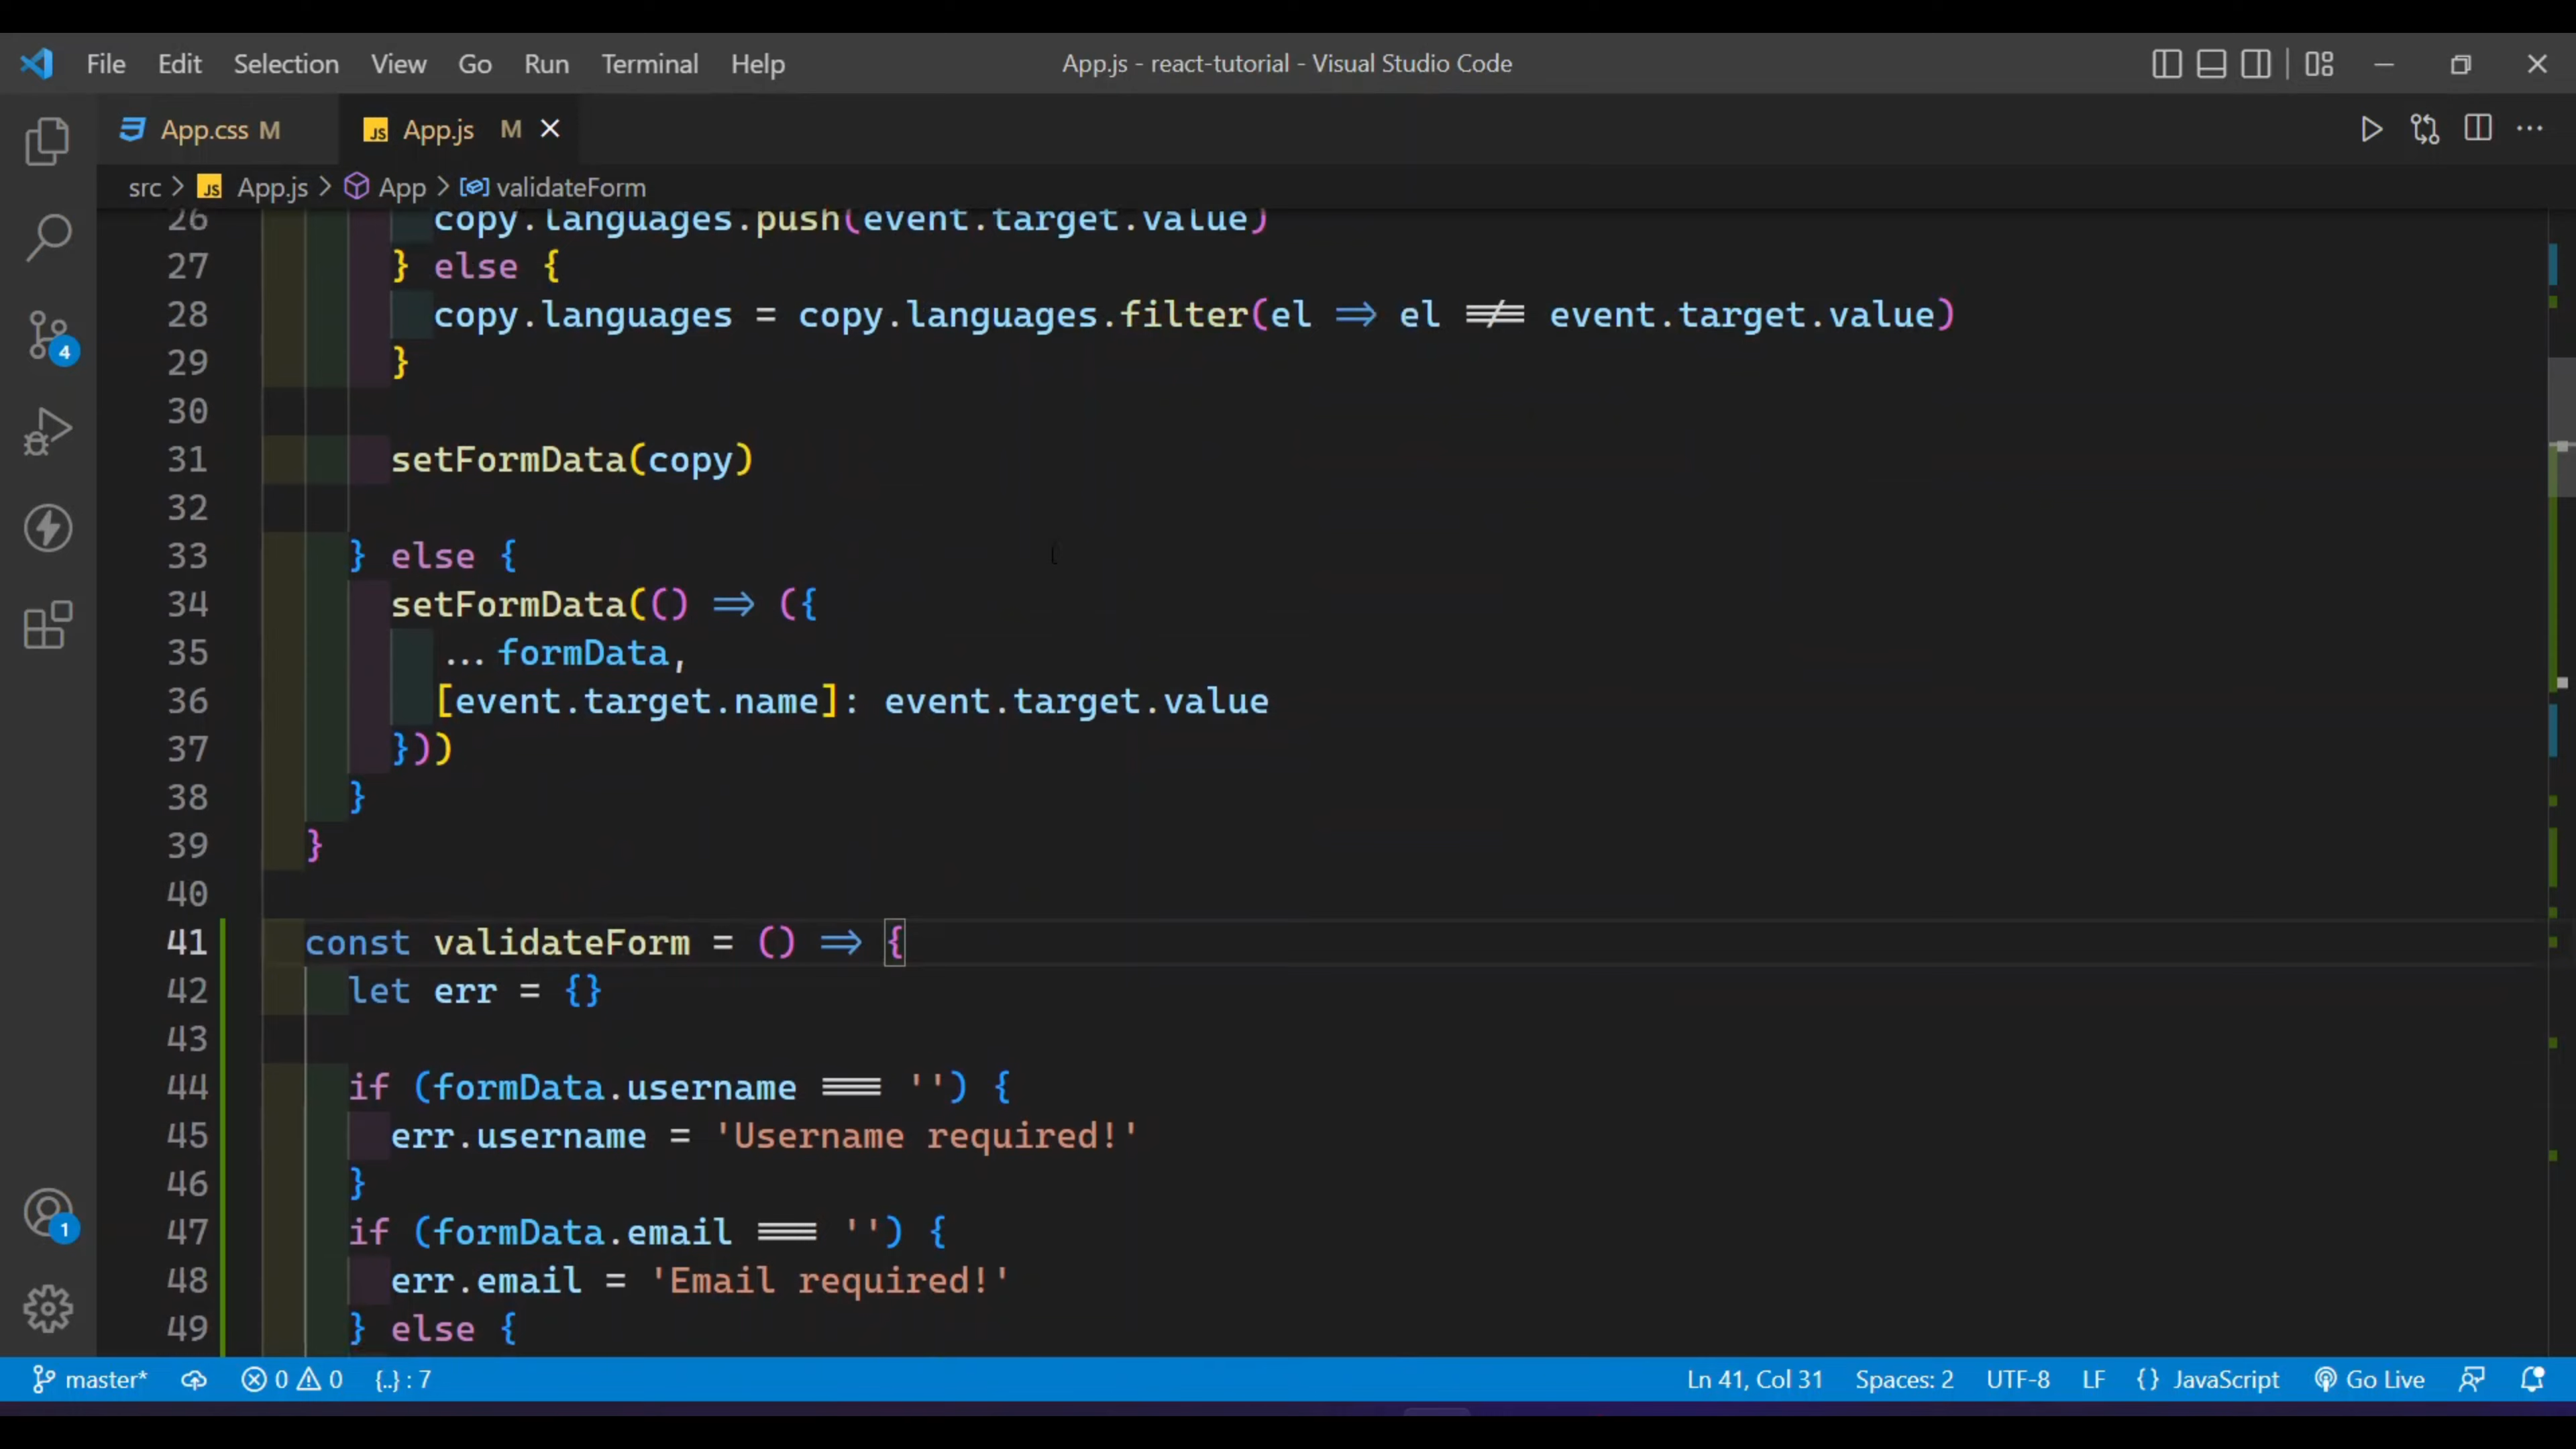 File Edit Selection View Go Run Terminal Help App.js - react-tutorial - Visual Studio Code
App.css M App.js M
src > App.js > App > validateForm
26 copy.languages.push(event.target.value)
27 } else {
28 copy.languages = copy.languages.filter(el => el !== event.target.value)
29 }
30
31 setFormData(copy)
32
33 } else {
34 setFormData(() => ({
35 ...formData,
36 [event.target.name]: event.target.value
37 }))
38 }
39 }
40
41 const validateForm = () => {
42 let err = {}
43
44 if (formData.username === '') {
45 err.username = 'Username required!'
46 }
47 if (formData.email === '') {
48 err.email = 'Email required!'
49 } else {
4
1
master* 0 0 {..} : 7 Ln 41, Col 31 Spaces: 2 UTF-8 LF {} JavaScript Go Live